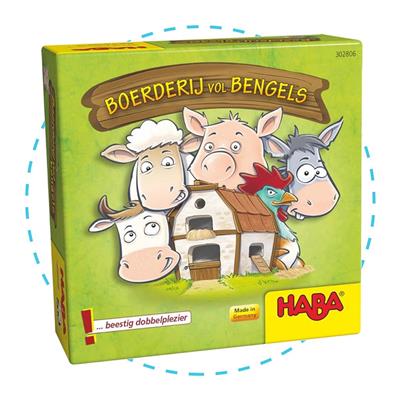 302806
BOERDERIJ VOL BENGELS
Made in
Germany
HABA
! ... beestig dobbelplezier